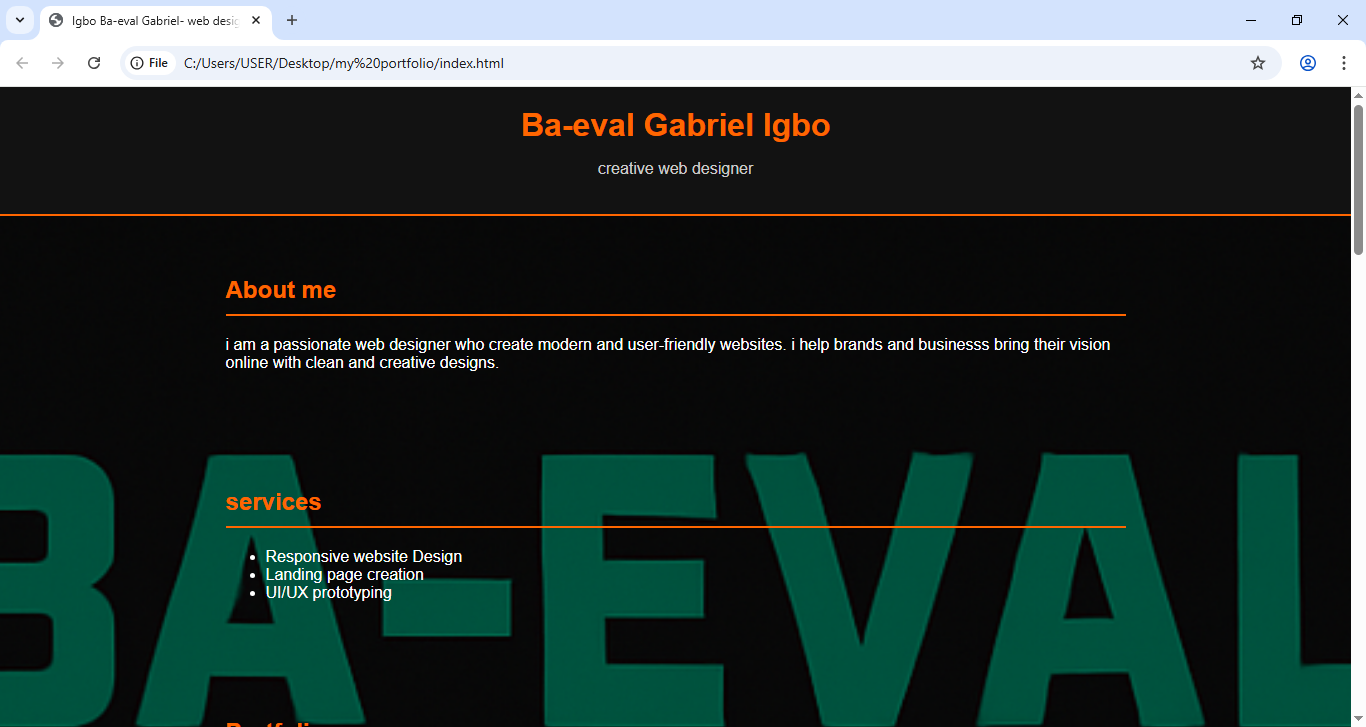 Igbo Ba-eval Gabriel- web desig
File
C:/Users/USER/Desktop/my%20portfolio/index.html
Ba-eval Gabriel Igbo
creative web designer
About me
i am a passionate web designer who create modern and user-friendly websites. i help brands and businesss bring their vision
online with clean and creative designs.
BA-EVAL
services
Responsive website Design
Landing page creation
UI/UX prototyping